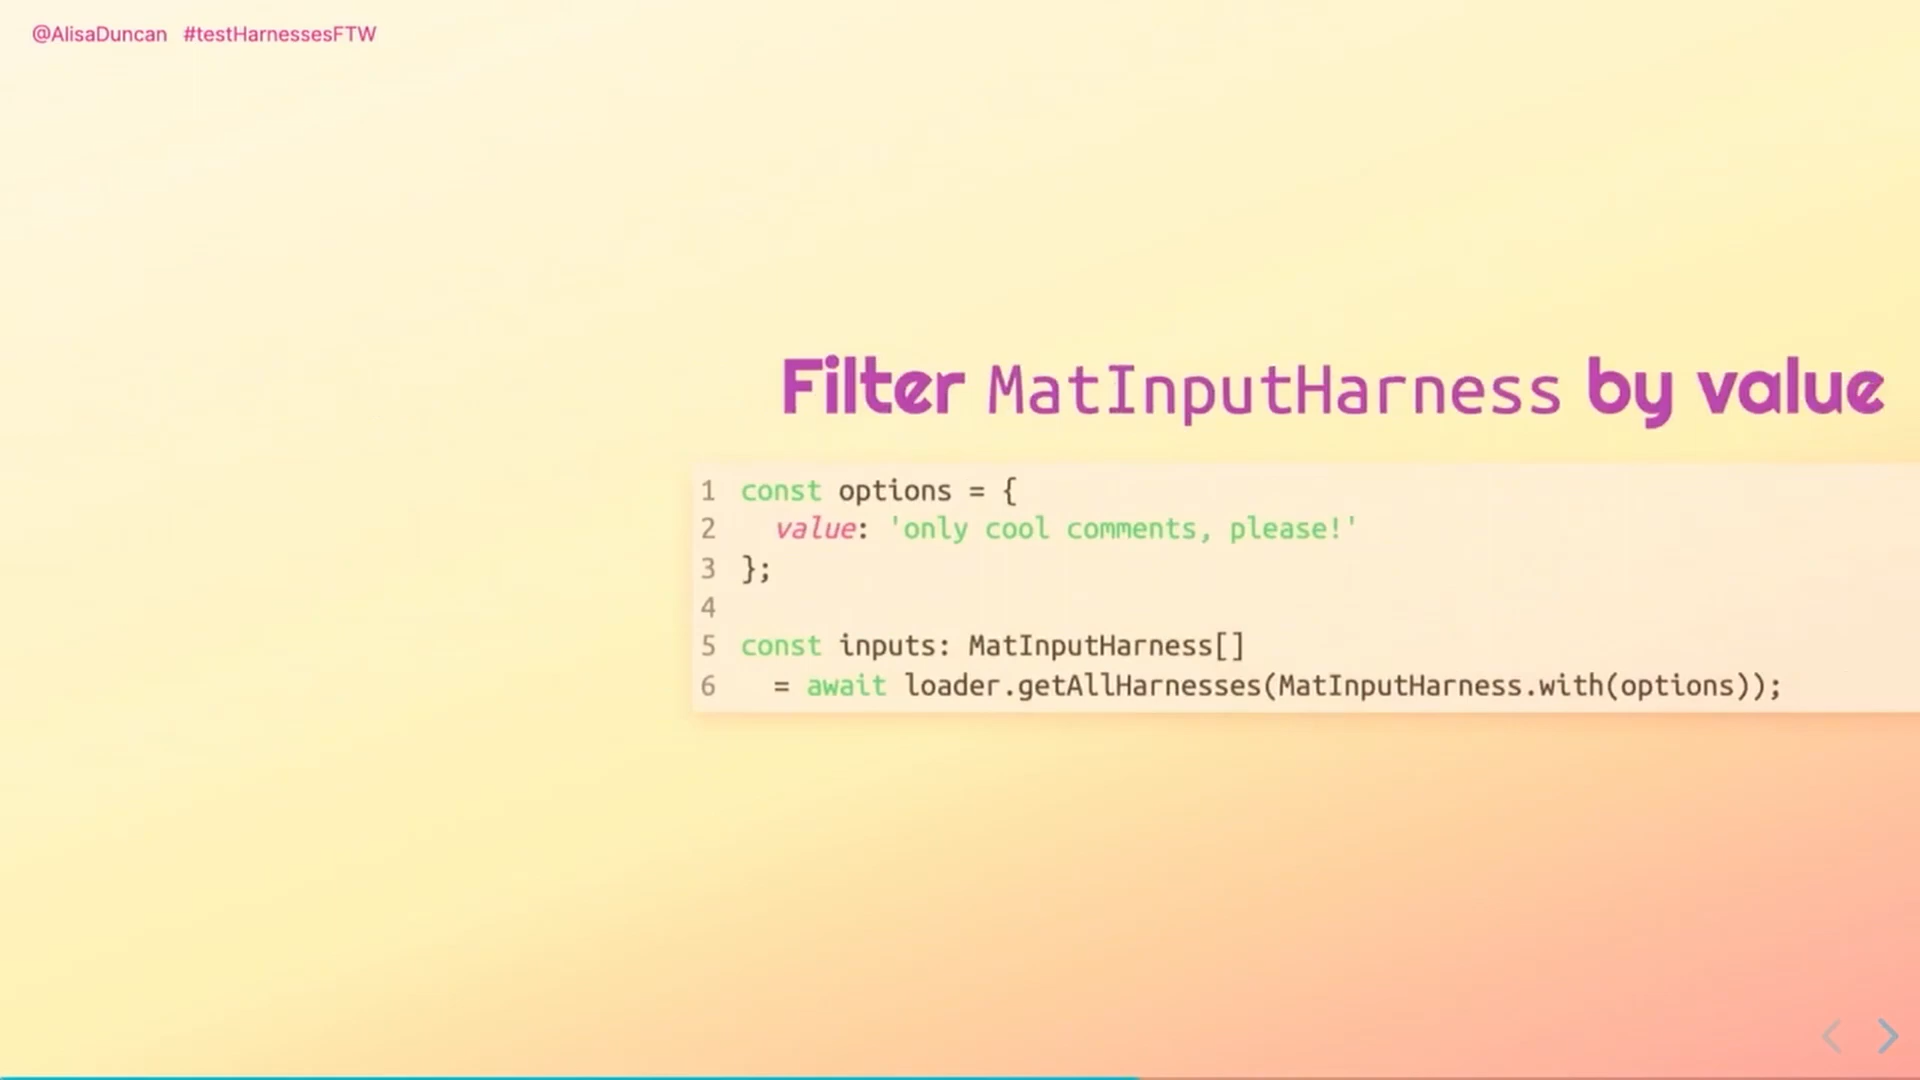 @AlisaDuncan #testHarnessesFTW
Filter MatInputHarness by value
1 const options = {
2   value: 'only cool comments, please!'
3 };
4
5 const inputs: MatInputHarness[]
6   = await loader.getAllHarnesses(MatInputHarness.with(options));